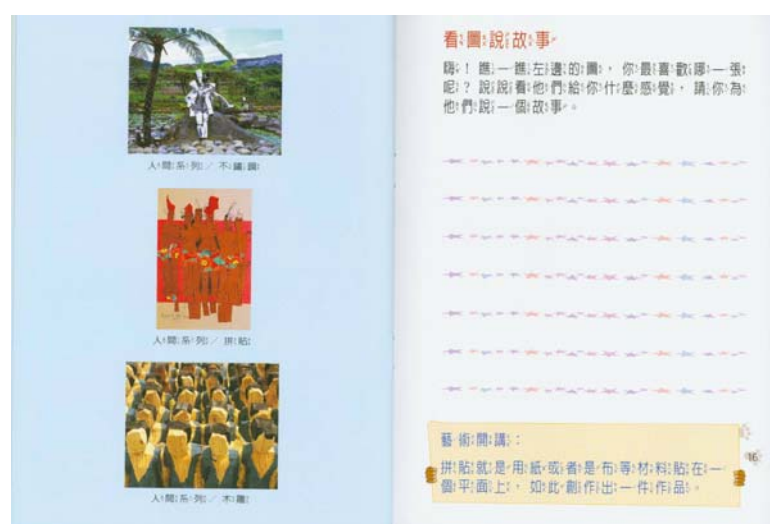 人間系列／不鏽鋼
人間系列／拼貼
人間系列／木雕
看圖說故事
嗨！瞧一瞧左邊的圖，你最喜歡哪一張
呢？說說看他們給你什麼感覺，請你為
他們說一個故事。
藝術開講：
拼貼就是用紙或者是布等材料貼在一
個平面上，如此創作出一件作品。
16